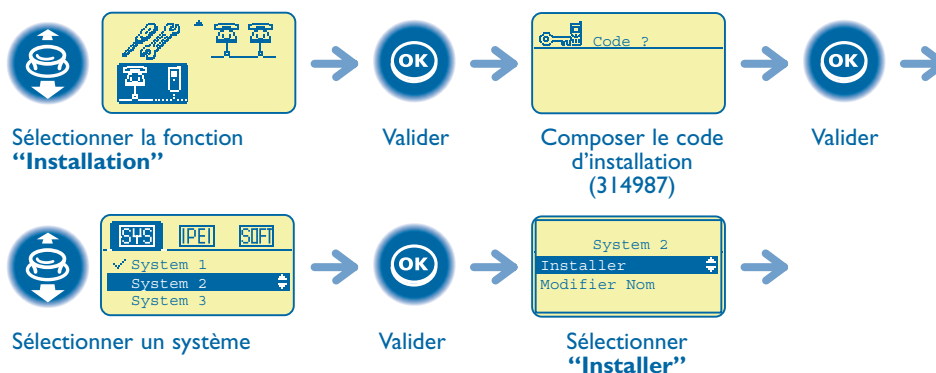 OK
Code ?
OK
Sélectionner la fonction
“Installation”
Valider
Composer le code
d’installation
(314987)
Valider
SYS IPEI SOFT
✓ System 1
System 2
System 3
OK
System 2
Installer
Modifier Nom
Sélectionner un système
Valider
Sélectionner
“Installer”